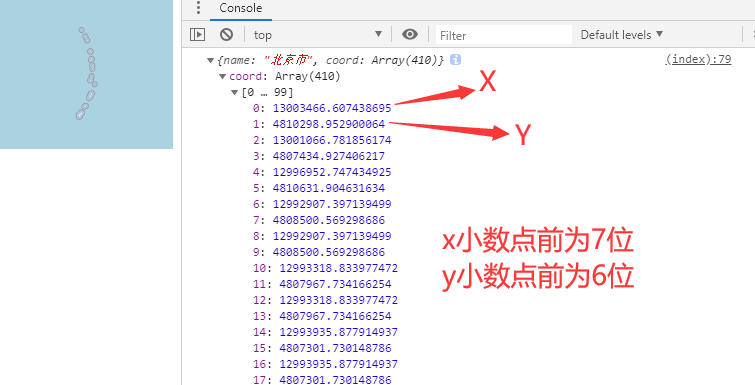 Console
top
Filter
Default levels
{name: "北京市", coord: Array(410)}
(index):79
coord: Array(410)
[0 … 99]
0: 13003466.607438695
X
1: 4810298.952900064
Y
2: 13001066.781856174
3: 4807434.927406217
4: 12996952.747434925
5: 4810631.904631634
6: 12992907.397139499
7: 4808500.569298686
8: 12992907.397139499
9: 4808500.569298686
10: 12993318.833977472
11: 4807967.734166254
12: 12993318.833977472
13: 4807967.734166254
14: 12993935.877914937
15: 4807301.730148786
16: 12993935.877914937
17: 4807301.730148786
x小数点前为7位
y小数点前为6位